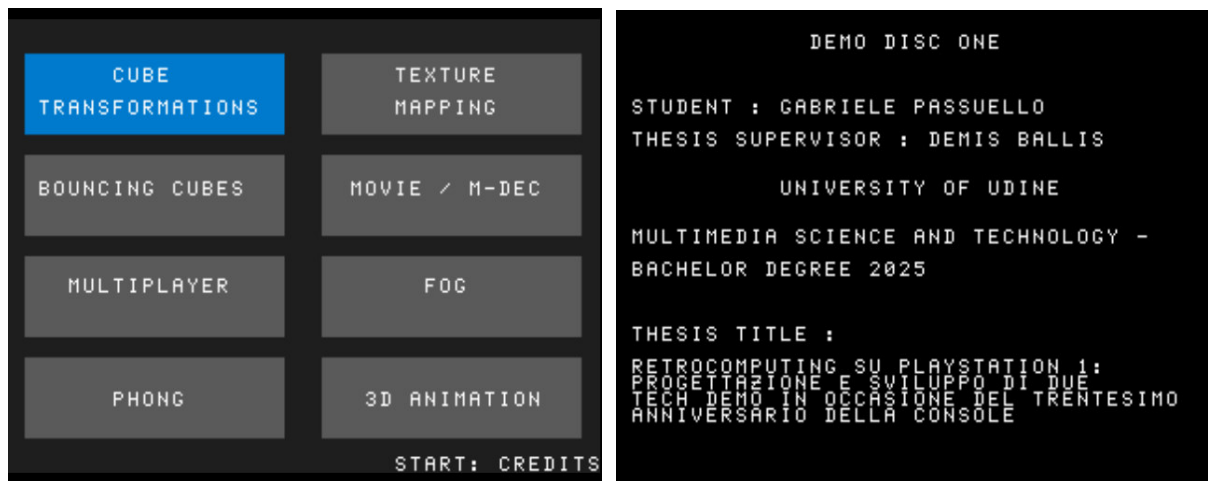 CUBE
TRANSFORMATIONS
TEXTURE
MAPPING
BOUNCING CUBES
MOVIE / M-DEC
MULTIPLAYER
FOG
PHONG
3D ANIMATION
START: CREDITS
DEMO DISC ONE
STUDENT : GABRIELE PASSUELLO
THESIS SUPERVISOR : DEMIS BALLIS
UNIVERSITY OF UDINE
MULTIMEDIA SCIENCE AND TECHNOLOGY -
BACHELOR DEGREE 2025
THESIS TITLE :
RETROCOMPUTING SU PLAYSTATION 1:
PROGETTAZIONE E SVILUPPO DI DUE
TECH DEMO IN OCCASIONE DEL TRENTESIMO
ANNIVERSARIO DELLA CONSOLE